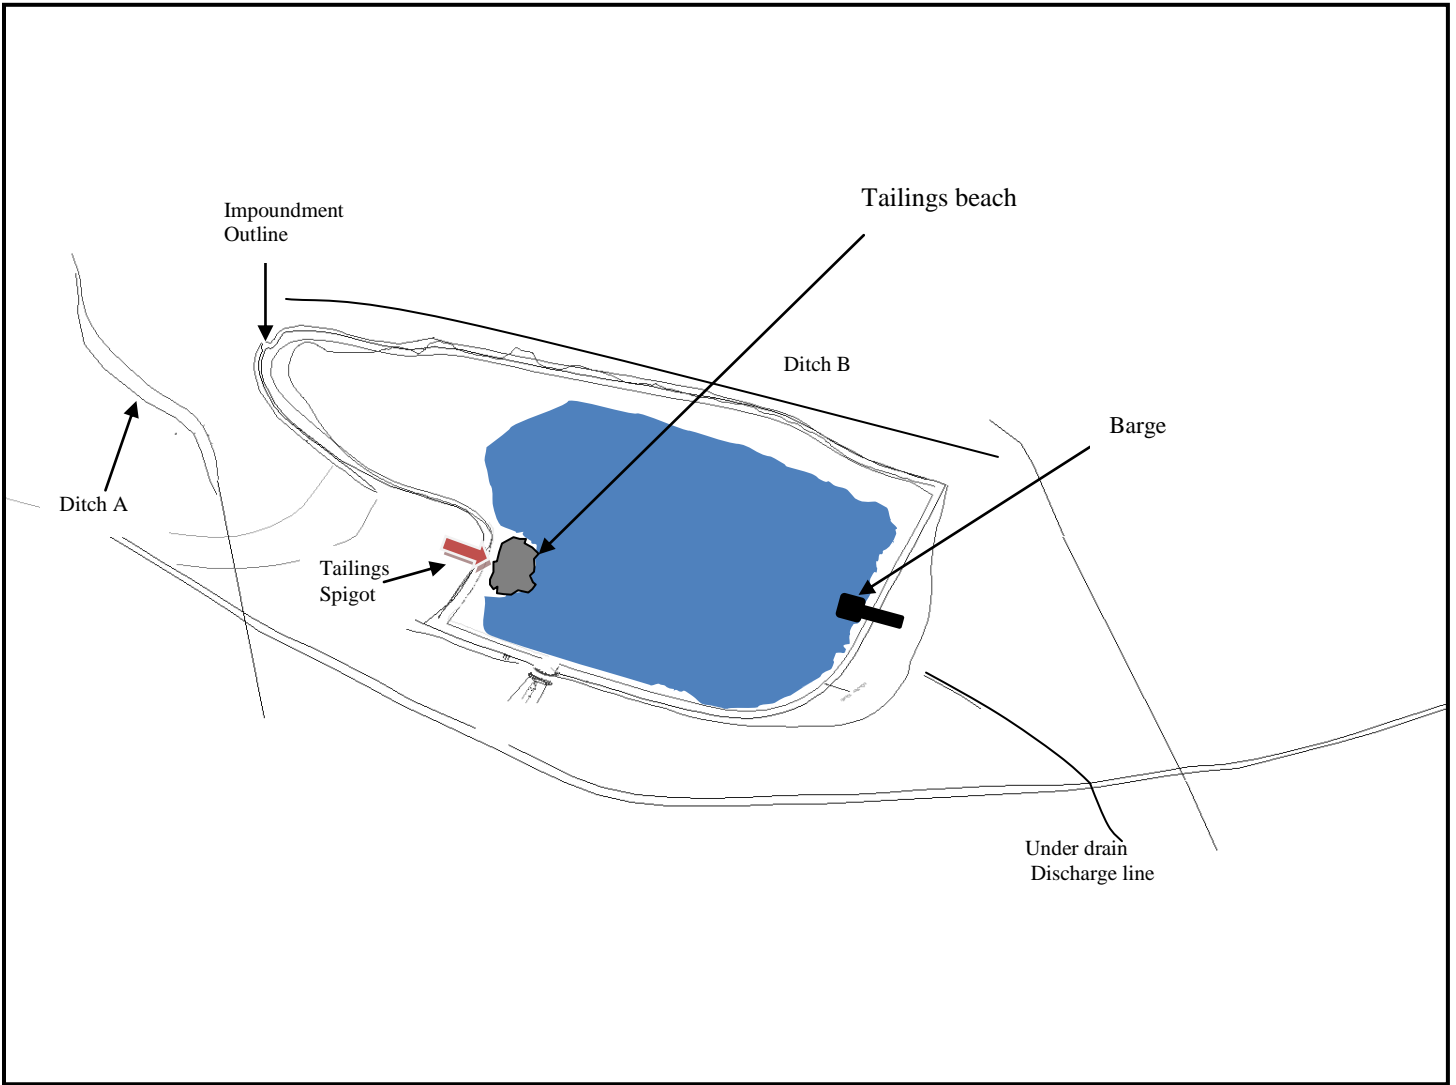 Tailings beach
Impoundment
Outline
Ditch B
Barge
Ditch A
Tailings
Spigot
Under drain
Discharge line